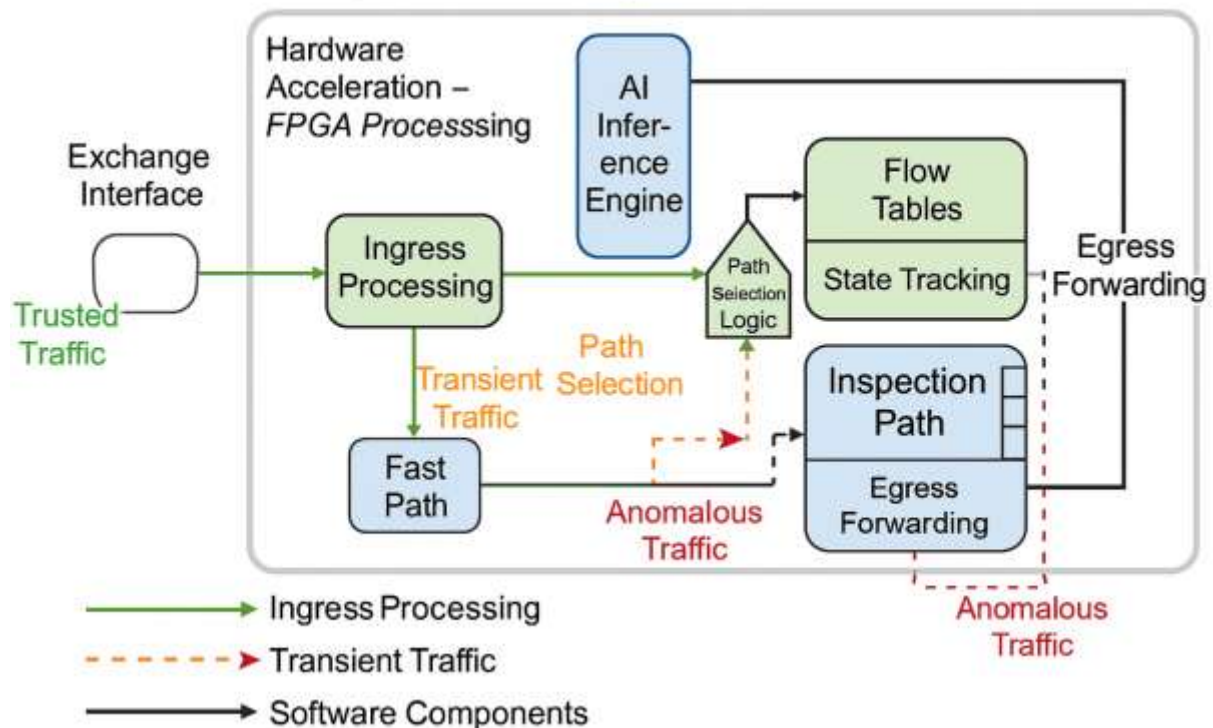 Hardware
Acceleration –
FPGA Processsing
Exchange
Interface
Trusted
Traffic
Ingress
Processing
AI
Infer-
ence
Engine
Path
Selection
Logic
Flow
Tables
State Tracking
Egress
Forwarding
Transient
Traffic
Path
Selection
Fast
Path
Anomalous
Traffic
Inspection
Path
Egress
Forwarding
Anomalous
Traffic
Ingress Processing
Transient Traffic
Software Components